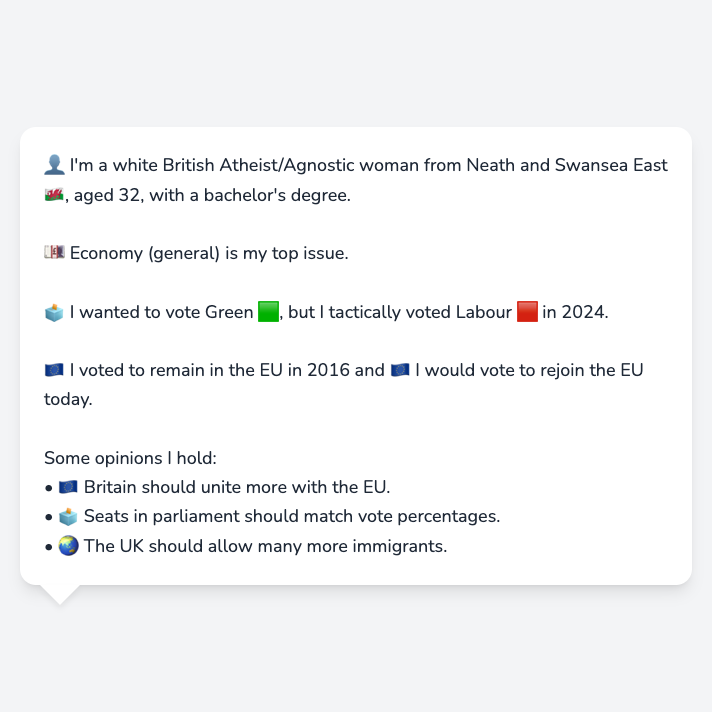 👤 I'm a white British Atheist/Agnostic woman from Neath and Swansea East
🏴󠁧󠁢󠁷󠁬󠁳󠁿, aged 32, with a bachelor's degree.
💷 Economy (general) is my top issue.
🗳️ I wanted to vote Green 🟩, but I tactically voted Labour 🟥 in 2024.
🇪🇺 I voted to remain in the EU in 2016 and 🇪🇺 I would vote to rejoin the EU
today.
Some opinions I hold:
• 🇪🇺 Britain should unite more with the EU.
• 🗳️ Seats in parliament should match vote percentages.
• 🌏 The UK should allow many more immigrants.